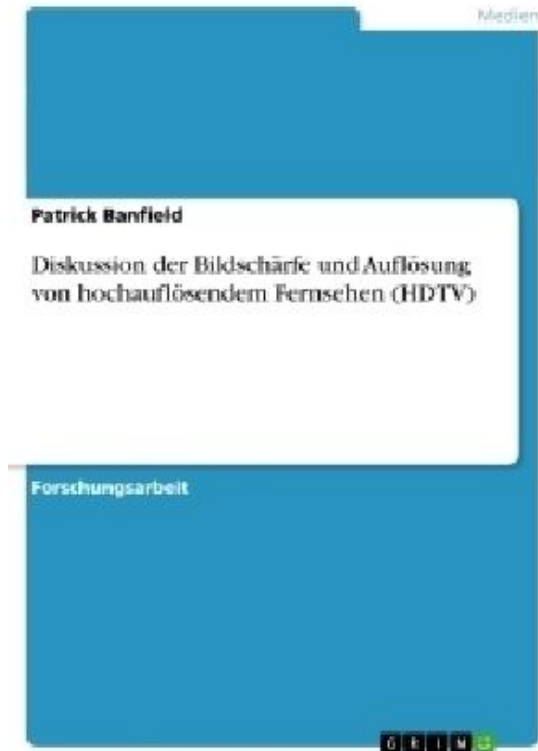 Medien
Patrick Banfield
Diskussion der Bildschärfe und Auflösung
von hochauflösendem Fernsehen (HDTV)
Forschungsarbeit
GRIN